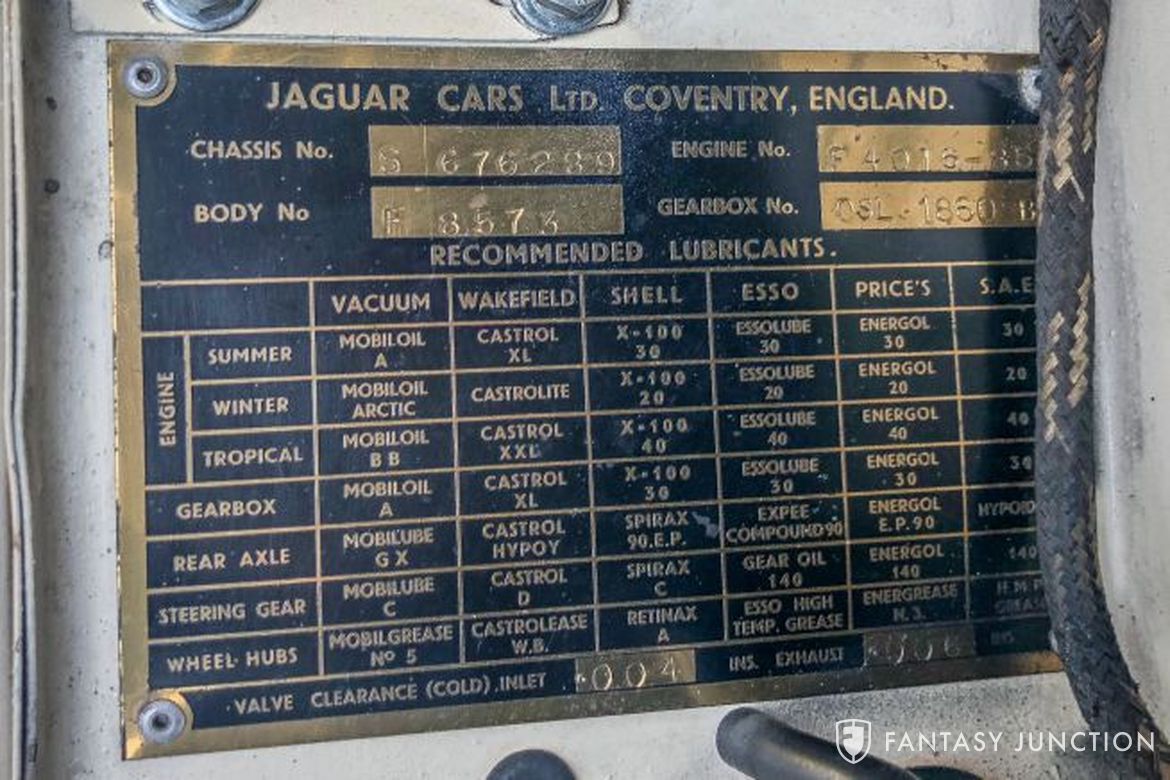 JAGUAR CARS LTD. COVENTRY, ENGLAND.
CHASSIS No. S 676289 ENGINE No. F 4016-85
BODY No F 8573 GEARBOX No.
RECOMMENDED LUBRICANTS.
VACUUM WAKEFIELD SHELL ESSO PRICE'S S.A.E
ENGINE
SUMMER MOBILOIL A CASTROL XL X-100 30 ESSOLUBE 30 ENERGOL 30 30
WINTER MOBILOIL ARCTIC CASTROLITE X-100 20 ESSOLUBE 20 ENERGOL 20 20
TROPICAL MOBILOIL B B CASTROL XXL X-100 40 ESSOLUBE 40 ENERGOL 40 40
GEARBOX MOBILOIL A CASTROL XL X-100 30 ESSOLUBE 30 ENERGOL 30 30
REAR AXLE MOBILUBE G X CASTROL HYPOY SPIRAX 90.E.P. EXPEE COMPOUND 90 ENERGOL E.P.90 HYPOID
STEERING GEAR MOBILUBE C CASTROL D SPIRAX C GEAR OIL 140 ENERGOL 140 140
WHEEL HUBS MOBILGREASE Nº 5 CASTROLEASE W.B. RETINAX A ESSO HIGH TEMP. GREASE ENERGREASE N.3. H.M.P GREASE
VALVE CLEARANCE (COLD). INLET .004 INS. EXHAUST .006 INS
FANTASY JUNCTION